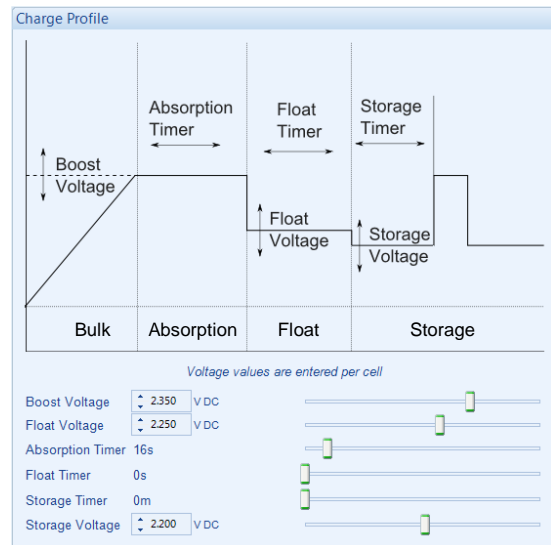 Charge Profile
Absorption
Timer
Float
Timer
Storage
Timer
Boost
Voltage
Float
Voltage
Storage
Voltage
Bulk
Absorption
Float
Storage
Voltage values are entered per cell
Boost Voltage 2.350 V DC
Float Voltage 2.250 V DC
Absorption Timer 16s
Float Timer 0s
Storage Timer 0m
Storage Voltage 2.200 V DC